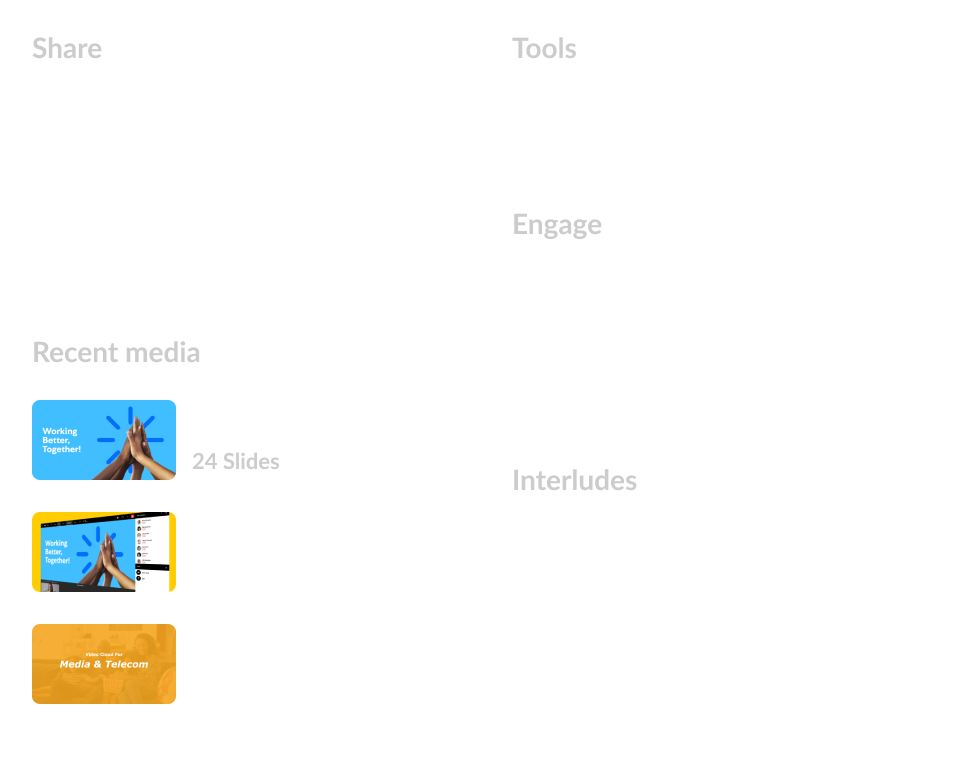 Share
Tools
Engage
Recent media
Working
Better,
Together!
24 Slides
Interludes
Working
Better,
Together!
Video Cloud For
Media & Telecom